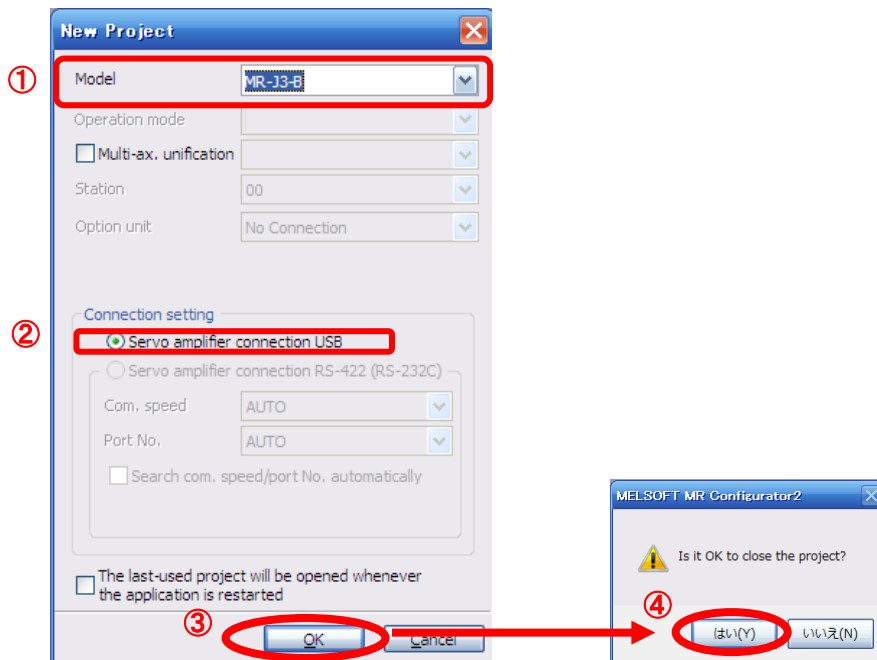 New Project
① Model MR-J3-B
Operation mode
Multi-ax. unification
Station 00
Option unit No Connection
Connection setting
② Servo amplifier connection USB
Servo amplifier connection RS-422 (RS-232C)
Com. speed AUTO
Port No. AUTO
Search com. speed/port No. automatically
The last-used project will be opened whenever
the application is restarted
③ OK Cancel
MELSOFT MR Configurator2
Is it OK to close the project?
④
はい(Y) いいえ(N)